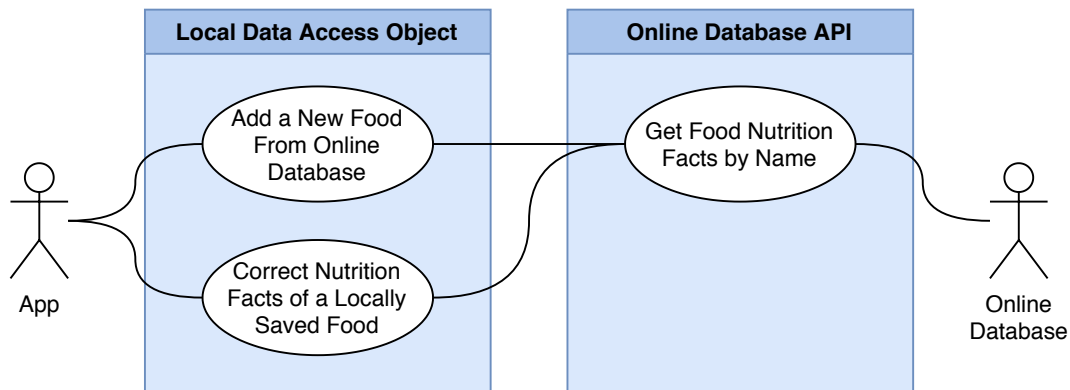 Local Data Access Object
Online Database API
Add a New Food
From Online
Database
Get Food Nutrition
Facts by Name
Correct Nutrition
Facts of a Locally
Saved Food
App
Online
Database